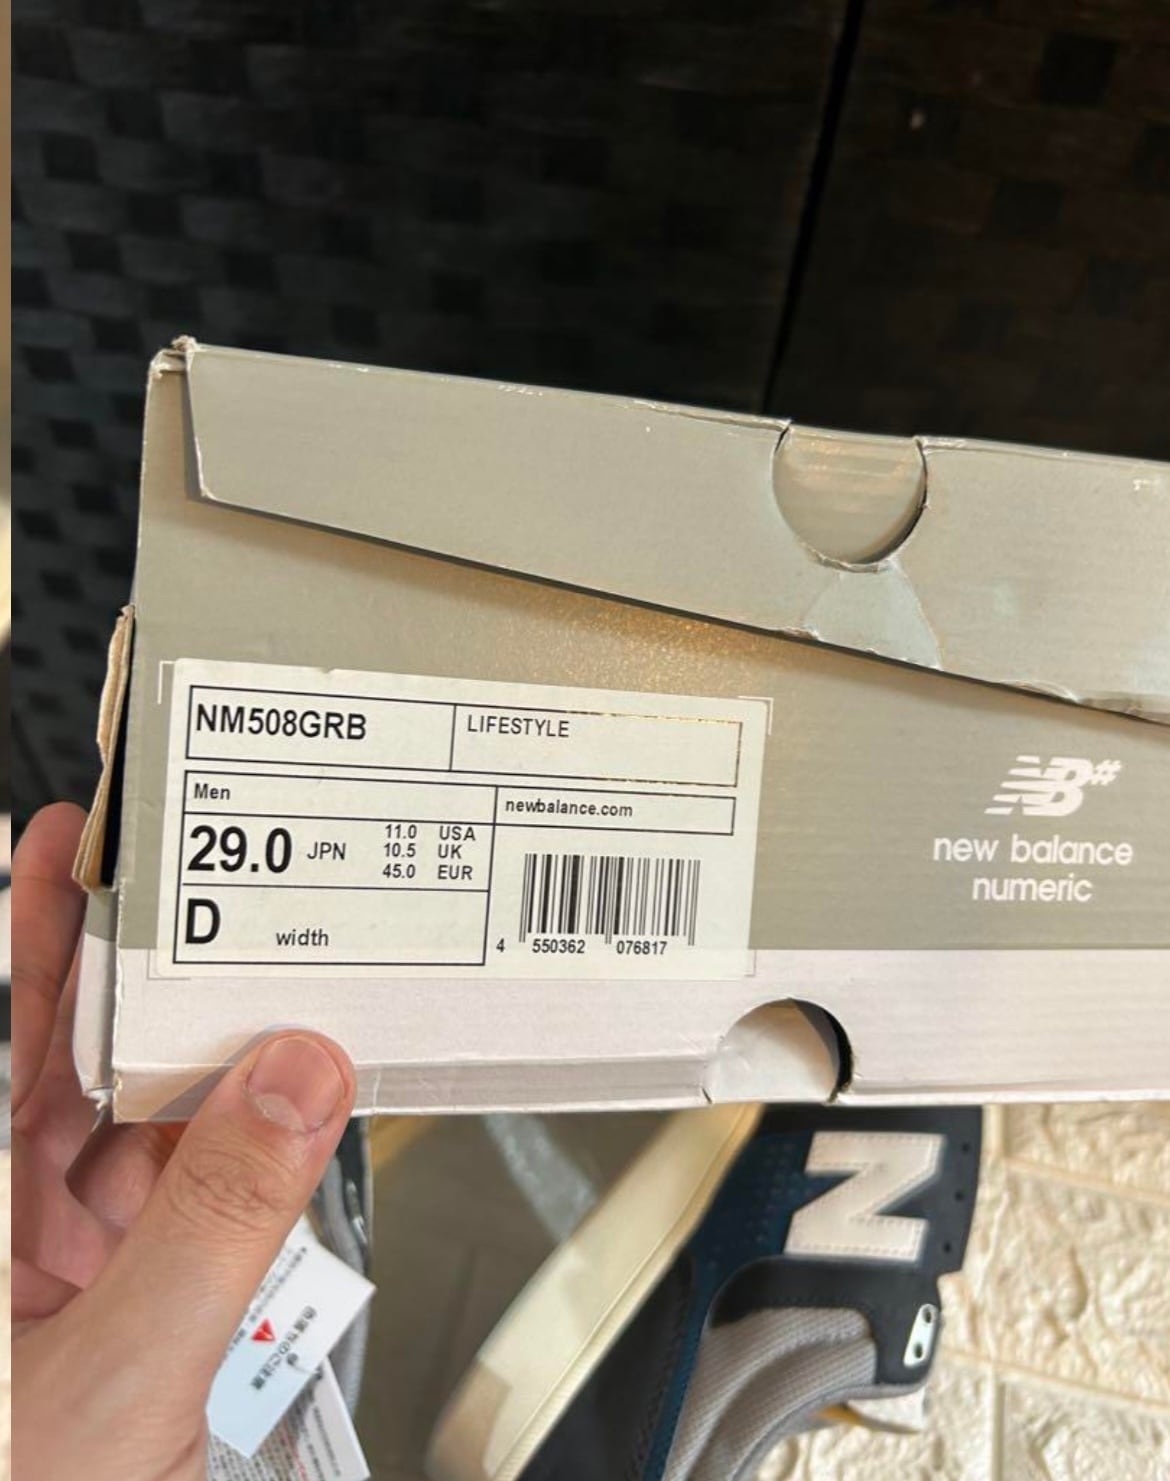 NM508GRB
LIFESTYLE
Men
newbalance.com
29.0 JPN
11.0 USA
10.5 UK
45.0 EUR
D width
4 550362 076817
NB#
new balance
numeric
N